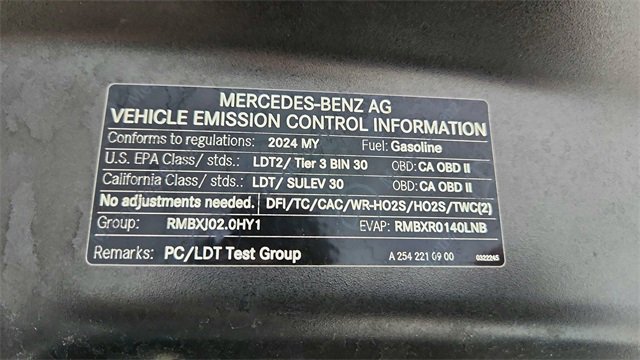 MERCEDES-BENZ AG
VEHICLE EMISSION CONTROL INFORMATION
Conforms to regulations: 2024 MY Fuel: Gasoline
U.S. EPA Class/ stds.: LDT2/ Tier 3 BIN 30 OBD: CA OBD II
California Class/ stds.: LDT/ SULEV 30 OBD: CA OBD II
No adjustments needed. DFI/TC/CAC/WR-HO2S/HO2S/TWC(2)
Group: RMBXJ02.0HY1 EVAP: RMBXR0140LNB
Remarks: PC/LDT Test Group A 254 221 09 00 0322245